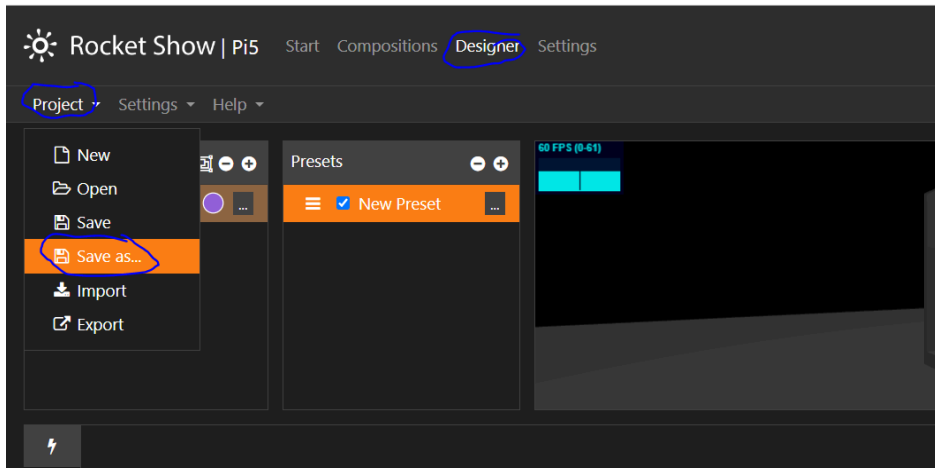 Rocket Show | Pi5 Start Compositions Designer Settings
Project Settings Help
New
Open
Save
Save as...
Import
Export
...
Presets
New Preset ...
60 FPS (0-61)